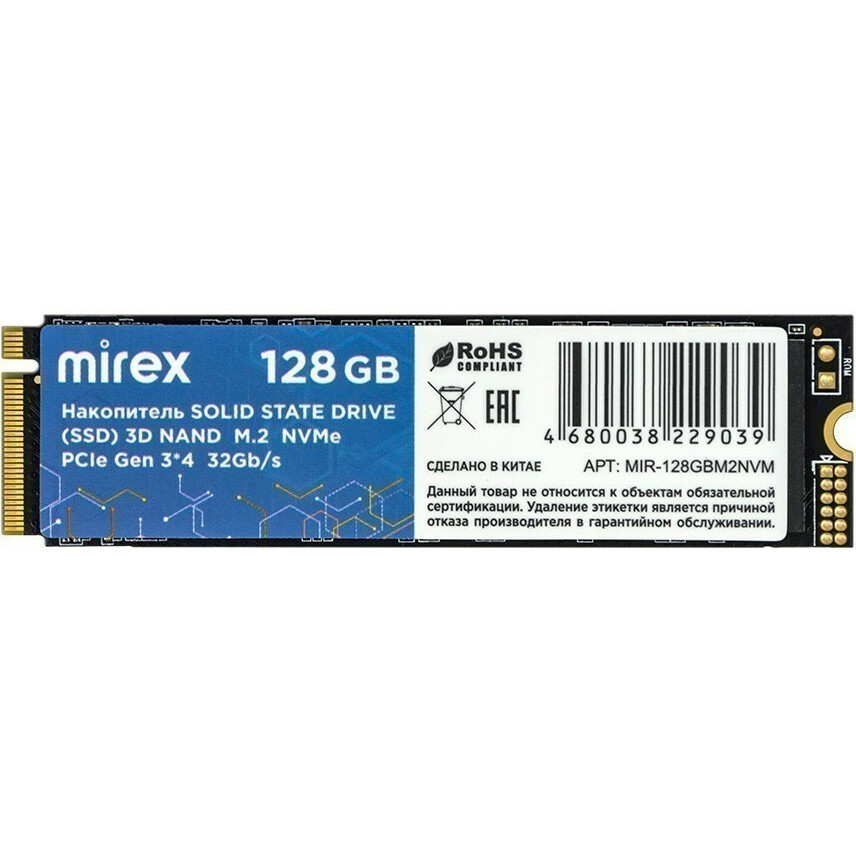 mirex 128 GB
Накопитель SOLID STATE DRIVE
(SSD) 3D NAND M.2 NVMe
PCIe Gen 3*4 32Gb/s
RoHS
COMPLIANT
EAC
4 680038 229039
СДЕЛАНО В КИТАЕ АРТ: MIR-128GBM2NVM
Данный товар не относится к объектам обязательной
сертификации. Удаление этикетки является причиной
отказа производителя в гарантийном обслуживании.
ROW